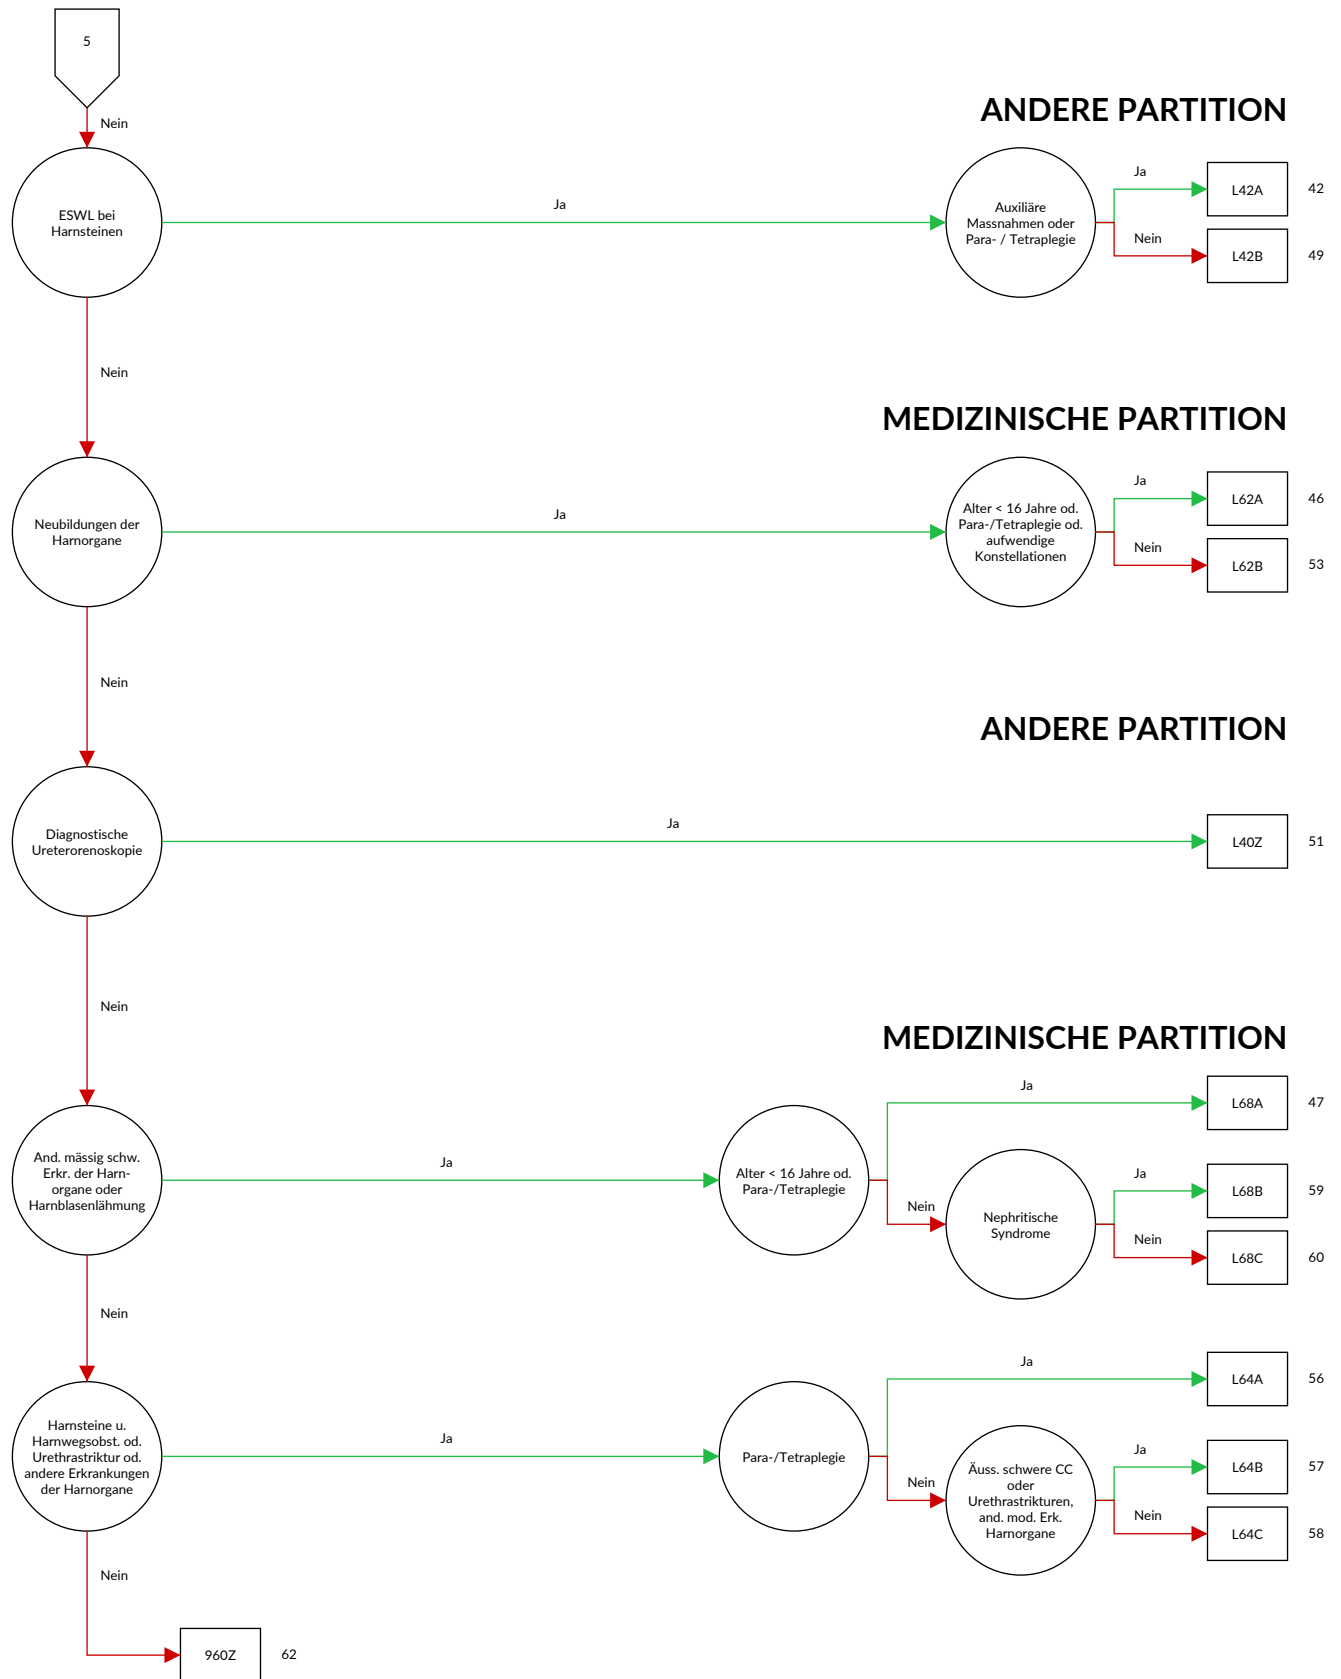 5
Nein
ANDERE PARTITION
ESWL bei
Harnsteinen
Ja
Auxiliäre
Massnahmen oder
Para- / Tetraplegie
Ja
L42A
42
Nein
L42B
49
Nein
MEDIZINISCHE PARTITION
Neubildungen der
Harnorgane
Ja
Alter < 16 Jahre od.
Para-/Tetraplegie od.
aufwendige
Konstellationen
Ja
L62A
46
Nein
L62B
53
Nein
ANDERE PARTITION
Diagnostische
Ureterorenoskopie
Ja
L40Z
51
Nein
MEDIZINISCHE PARTITION
And. mässig schw.
Erkr. der Harn-
organe oder
Harnblasenlähmung
Ja
Alter < 16 Jahre od.
Para-/Tetraplegie
Ja
L68A
47
Nein
Nephritische
Syndrome
Ja
L68B
59
Nein
L68C
60
Nein
Harnsteine u.
Harnwegsobst. od.
Urethrastriktur od.
andere Erkrankungen
der Harnorgane
Ja
Para-/Tetraplegie
Ja
L64A
56
Nein
Äuss. schwere CC
oder
Urethrastrikturen,
and. mod. Erk.
Harnorgane
Ja
L64B
57
Nein
L64C
58
Nein
960Z
62